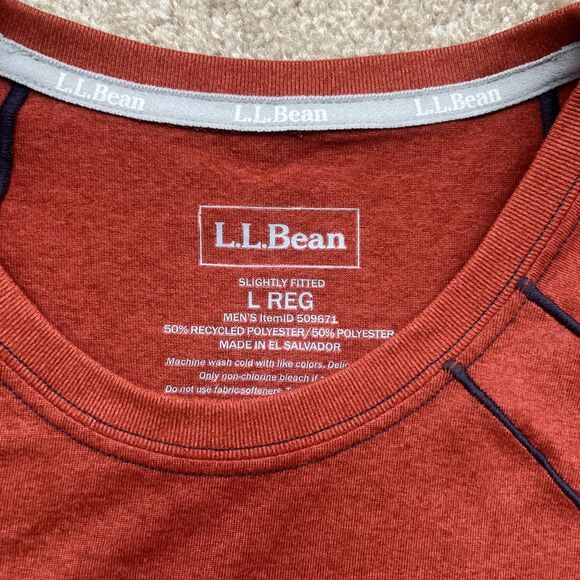 L.L.Bean L.L.Bean L.L.Bean
L.L.Bean
SLIGHTLY FITTED
L REG
MEN'S ItemID 509671
50% RECYCLED POLYESTER/50% POLYESTER
MADE IN EL SALVADOR
Machine wash cold with like colors.
Only non-chlorine bleach if
Do not use fabric softeners.